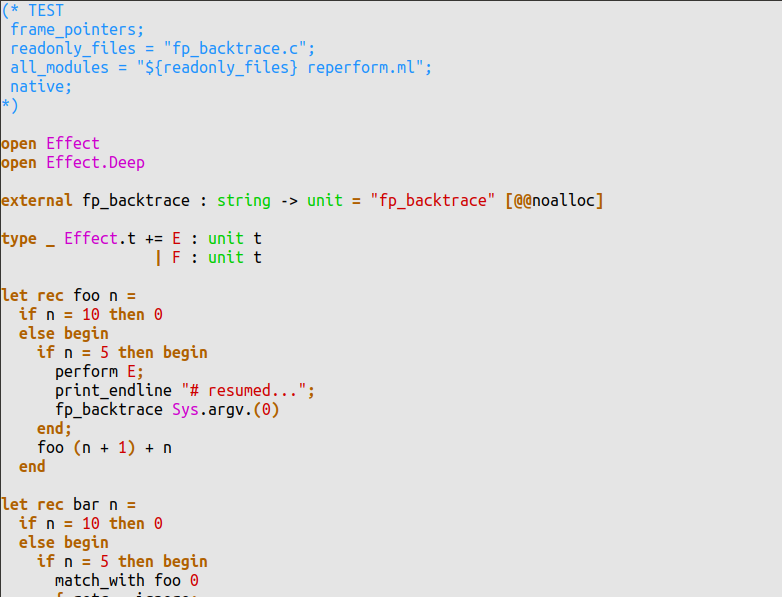 (* TEST
 frame_pointers;
 readonly_files = "fp_backtrace.c";
 all_modules = "${readonly_files} reperform.ml";
 native;
*)

open Effect
open Effect.Deep

external fp_backtrace : string -> unit = "fp_backtrace" [@@noalloc]

type _ Effect.t += E : unit t
                 | F : unit t

let rec foo n =
  if n = 10 then 0
  else begin
    if n = 5 then begin
      perform E;
      print_endline "# resumed...";
      fp_backtrace Sys.argv.(0)
    end;
    foo (n + 1) + n
  end

let rec bar n =
  if n = 10 then 0
  else begin
    if n = 5 then begin
      match_with foo 0